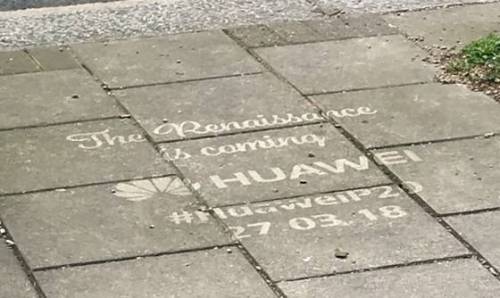 The Renaissance
is coming
HUAWEI
#HuaweiP20
27 03 18